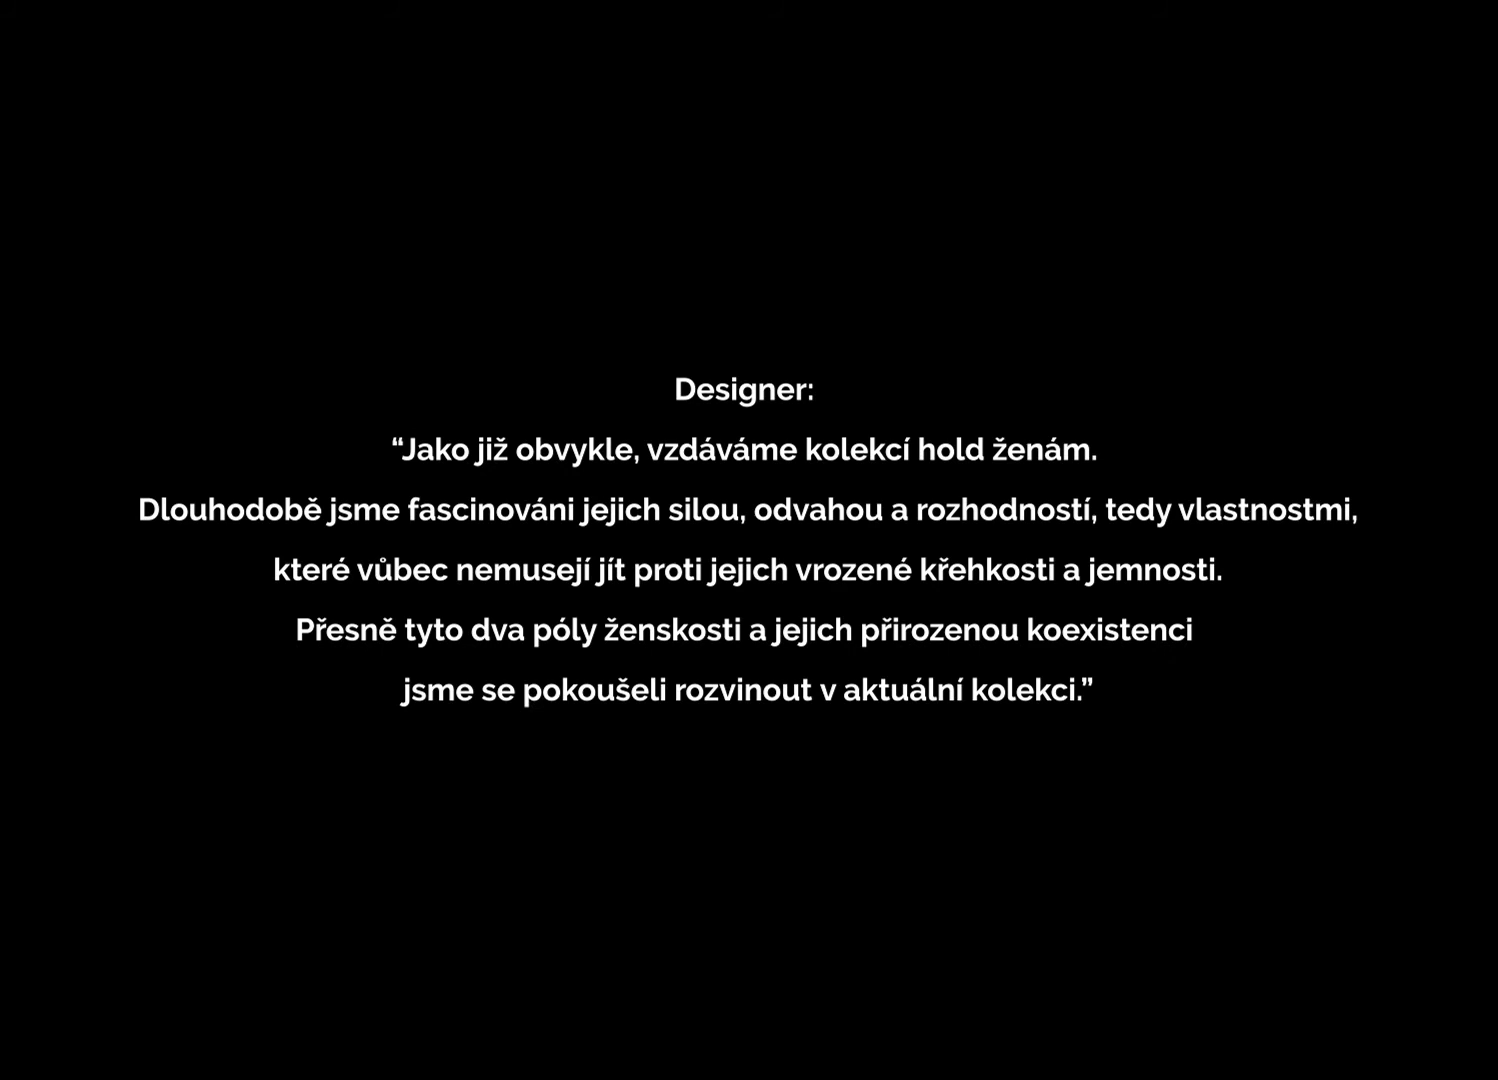 Designer:
“Jako již obvykle, vzdáváme kolekcí hold ženám.
Dlouhodobě jsme fascinováni jejich silou, odvahou a rozhodností, tedy vlastnostmi,
které vůbec nemusejí jít proti jejich vrozené křehkosti a jemnosti.
Přesně tyto dva póly ženskosti a jejich přirozenou koexistenci
jsme se pokoušeli rozvinout v aktuální kolekci.”